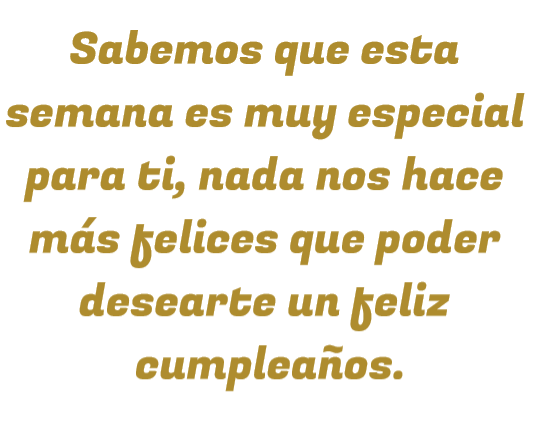 Sabemos que esta
semana es muy especial
para ti, nada nos hace
más felices que poder
desearte un feliz
cumpleaños.